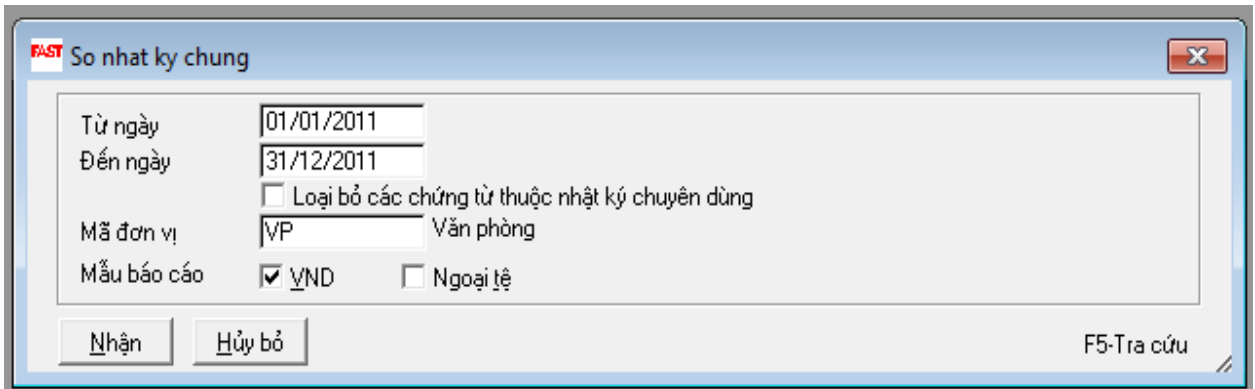 FAST So nhat ky chung
Từ ngày 01/01/2011
Đến ngày 31/12/2011
Loại bỏ các chứng từ thuộc nhật ký chuyên dùng
Mã đơn vị VP Văn phòng
Mẫu báo cáo VND Ngoại tệ
Nhận Hủy bỏ F5-Tra cứu